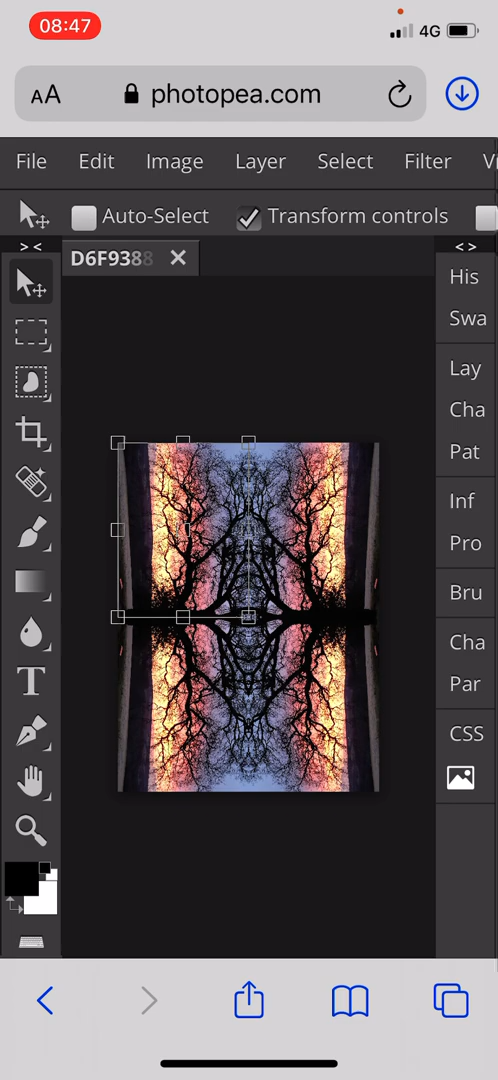 08:47
4G
AA photopea.com
File Edit Image Layer Select Filter
Auto-Select Transform controls
> < < >
D6F9388
His
Swa
Lay
Cha
Pat
Inf
Pro
Bru
Cha
Par
CSS
T